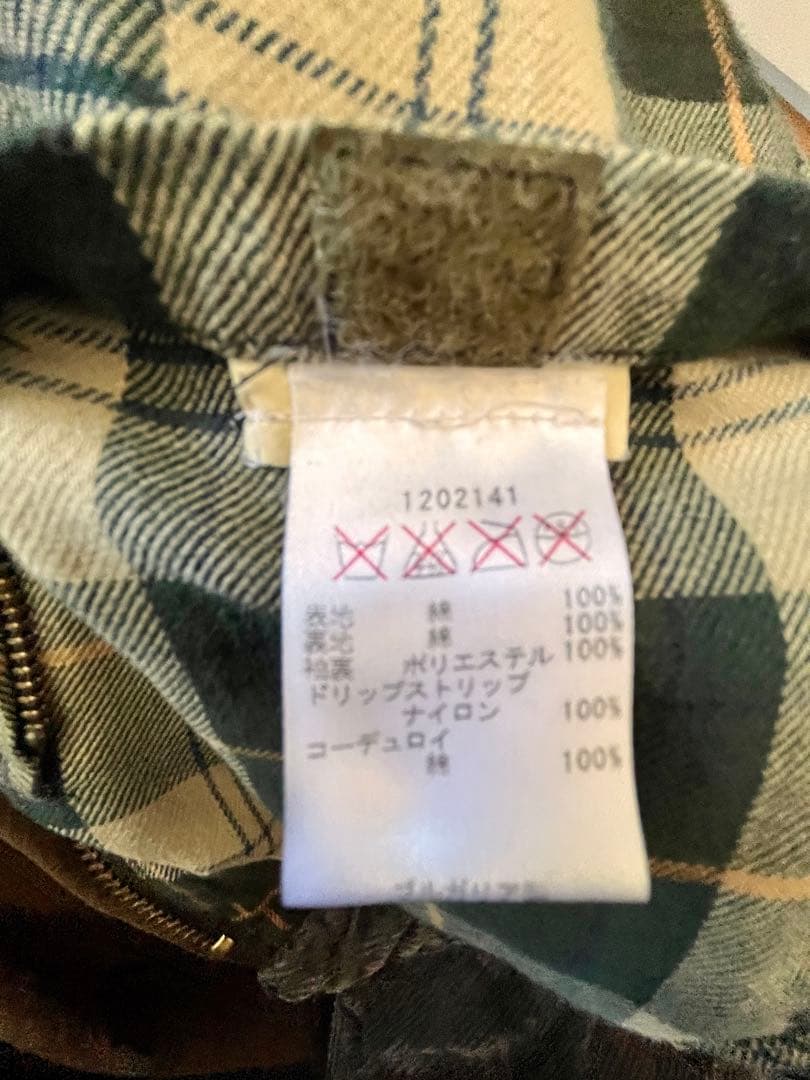 1202141
表地 綿 100%
裏地 綿 100%
袖裏 ポリエステル 100%
ドリップストリップ
ナイロン 100%
コーデュロイ
綿 100%